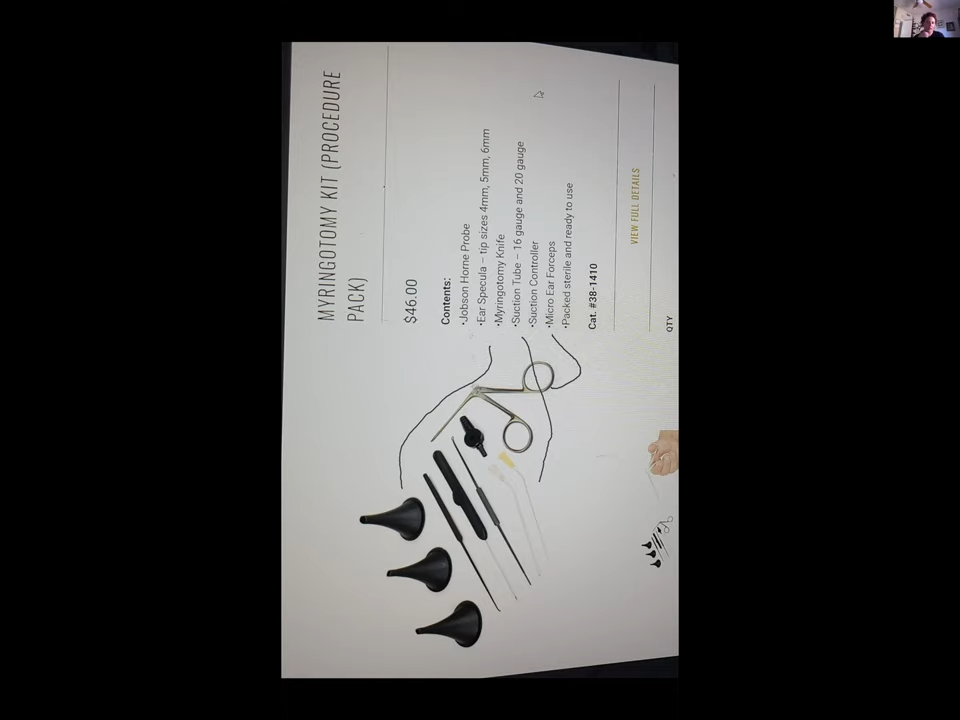 MYRINGOTOMY KIT (PROCEDURE
PACK)
$46.00
Contents:
•Jobson Horne Probe
•Ear Specula – tip sizes 4mm, 5mm, 6mm
•Myringotomy Knife
•Suction Tube – 16 gauge and 20 gauge
•Suction Controller
•Micro Ear Forceps
•Packed sterile and ready to use
Cat. #38-1410
VIEW FULL DETAILS
QTY